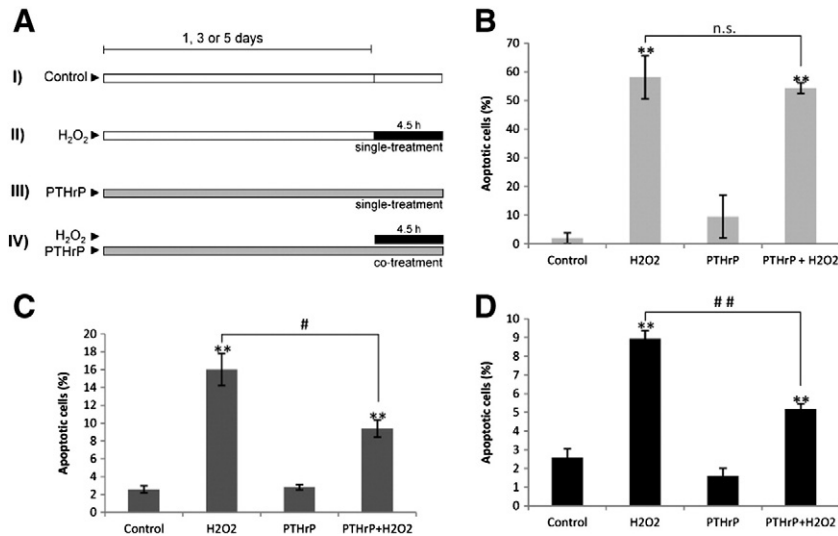 A
1, 3 or 5 days
I) Control
II) H₂O₂
4.5 h
single-treatment
III) PTHrP
single-treatment
IV) H₂O₂
4.5 h
PTHrP
co-treatment
B
n.s.
**
**
Aoptotic cells (%)
70
60
50
40
30
20
10
0
Control H2O2 PTHrP PTHrP + H2O2
C
#
**
**
Apoptotic cells (%)
20
18
16
14
12
10
8
6
4
2
0
Control H2O2 PTHrP PTHrP+H2O2
D
# #
**
**
Apoptotic cells (%)
10
9
8
7
6
5
4
3
2
1
0
Control H2O2 PTHrP PTHrP+H2O2